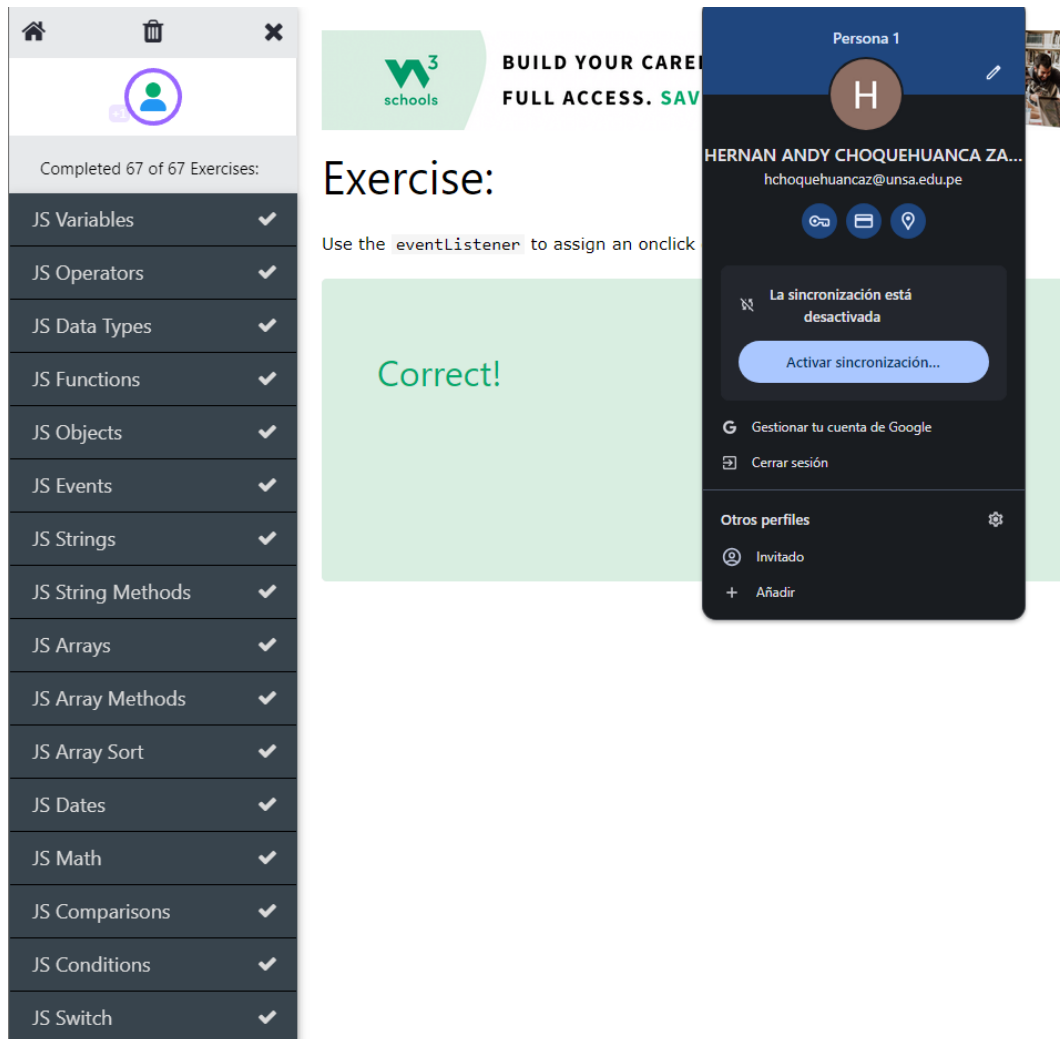 Completed 67 of 67 Exercises:
JS Variables
JS Operators
JS Data Types
JS Functions
JS Objects
JS Events
JS Strings
JS String Methods
JS Arrays
JS Array Methods
JS Array Sort
JS Dates
JS Math
JS Comparisons
JS Conditions
JS Switch
3
schools
BUILD YOUR CAREE
FULL ACCESS. SAV
Exercise:
Use the eventListener to assign an onclick
Correct!
Persona 1
H
HERNAN ANDY CHOQUEHUANCA ZA...
hchoquehuancaz@unsa.edu.pe
La sincronización está
desactivada
Activar sincronización...
G Gestionar tu cuenta de Google
Cerrar sesión
Otros perfiles
Invitado
Añadir